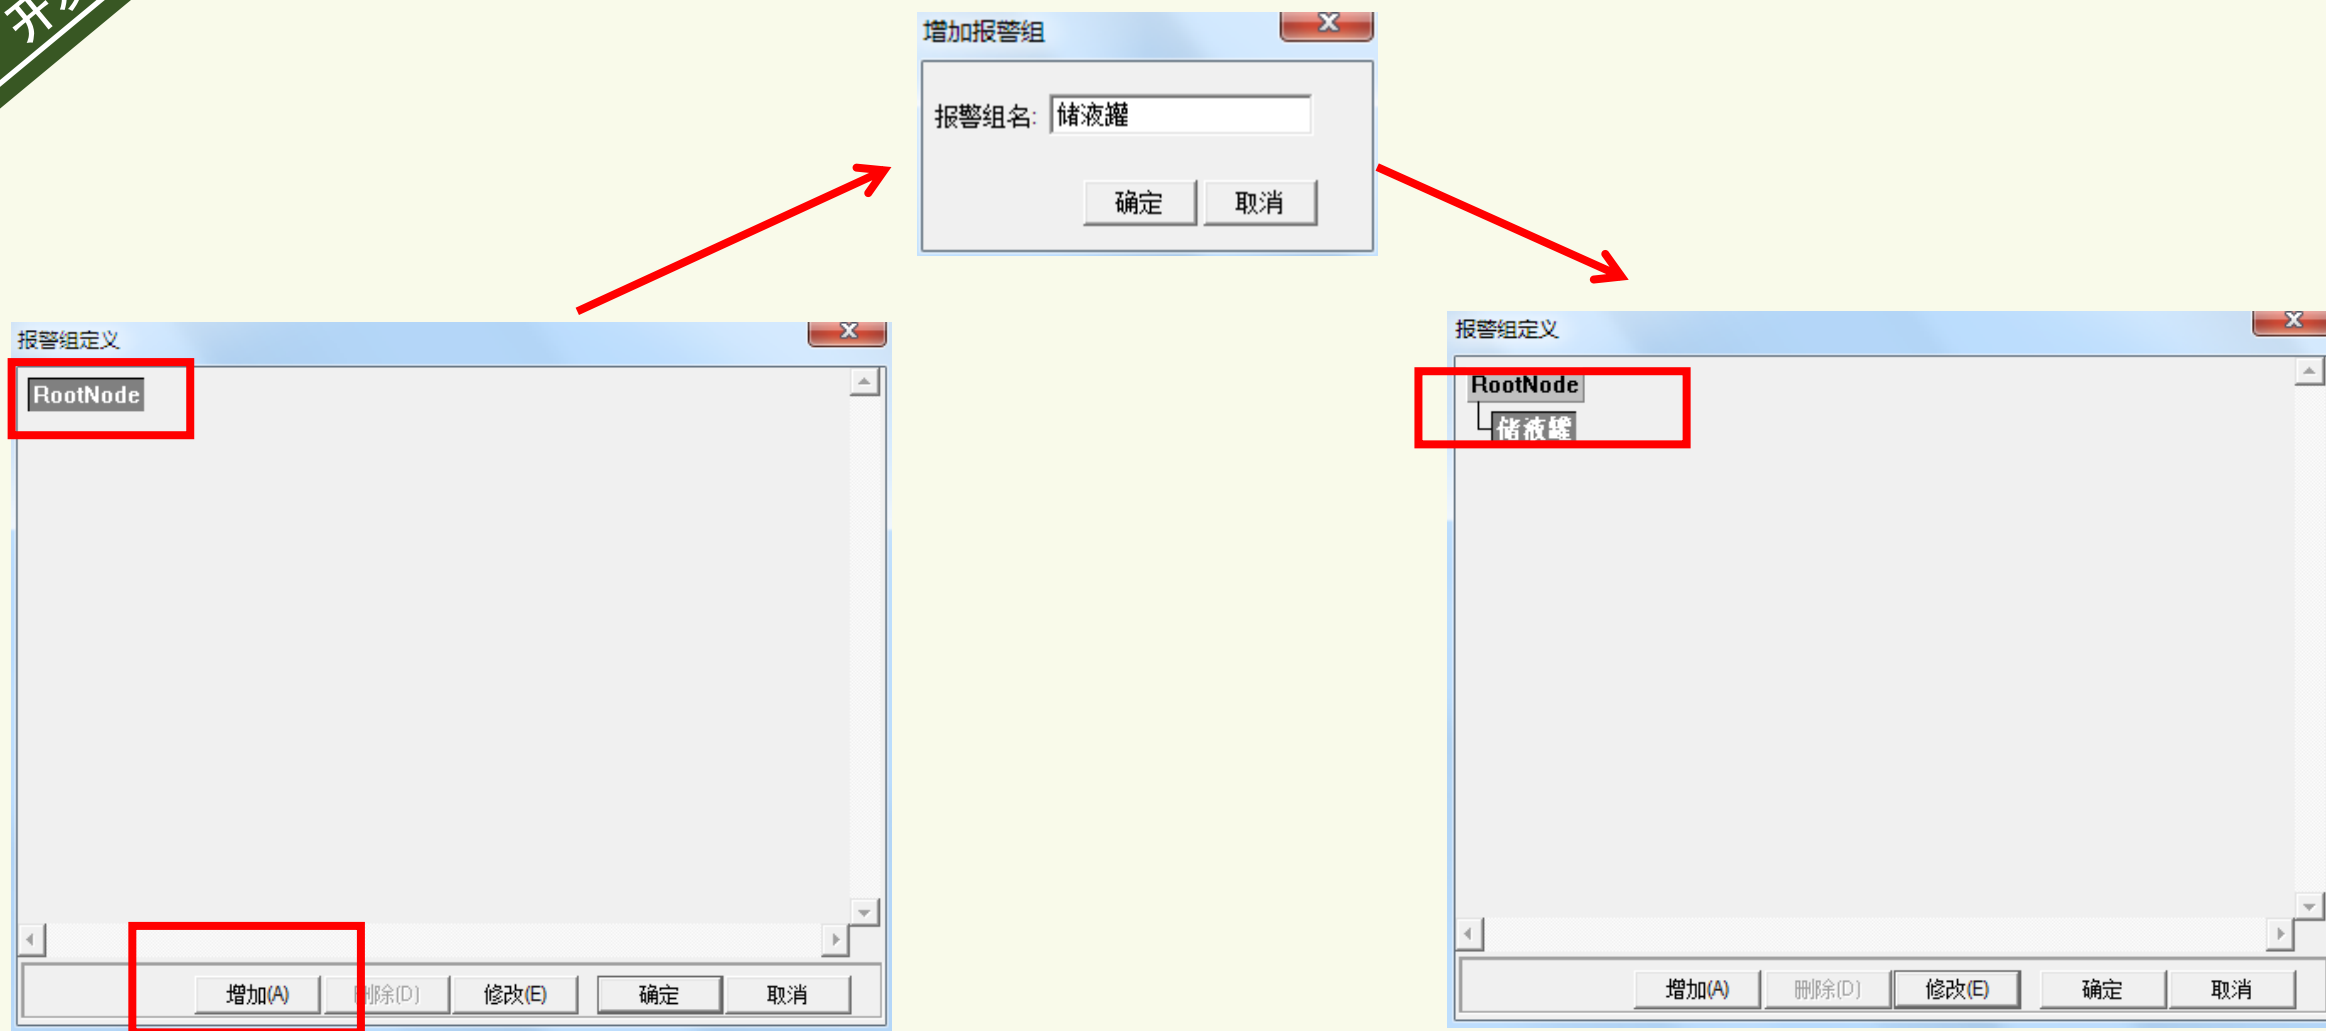 增加报警组
报警组名: 储液罐
确定 取消
报警组定义
RootNode
增加(A) 删除(D) 修改(E) 确定 取消
报警组定义
RootNode
储液罐
增加(A) 删除(D) 修改(E) 确定 取消